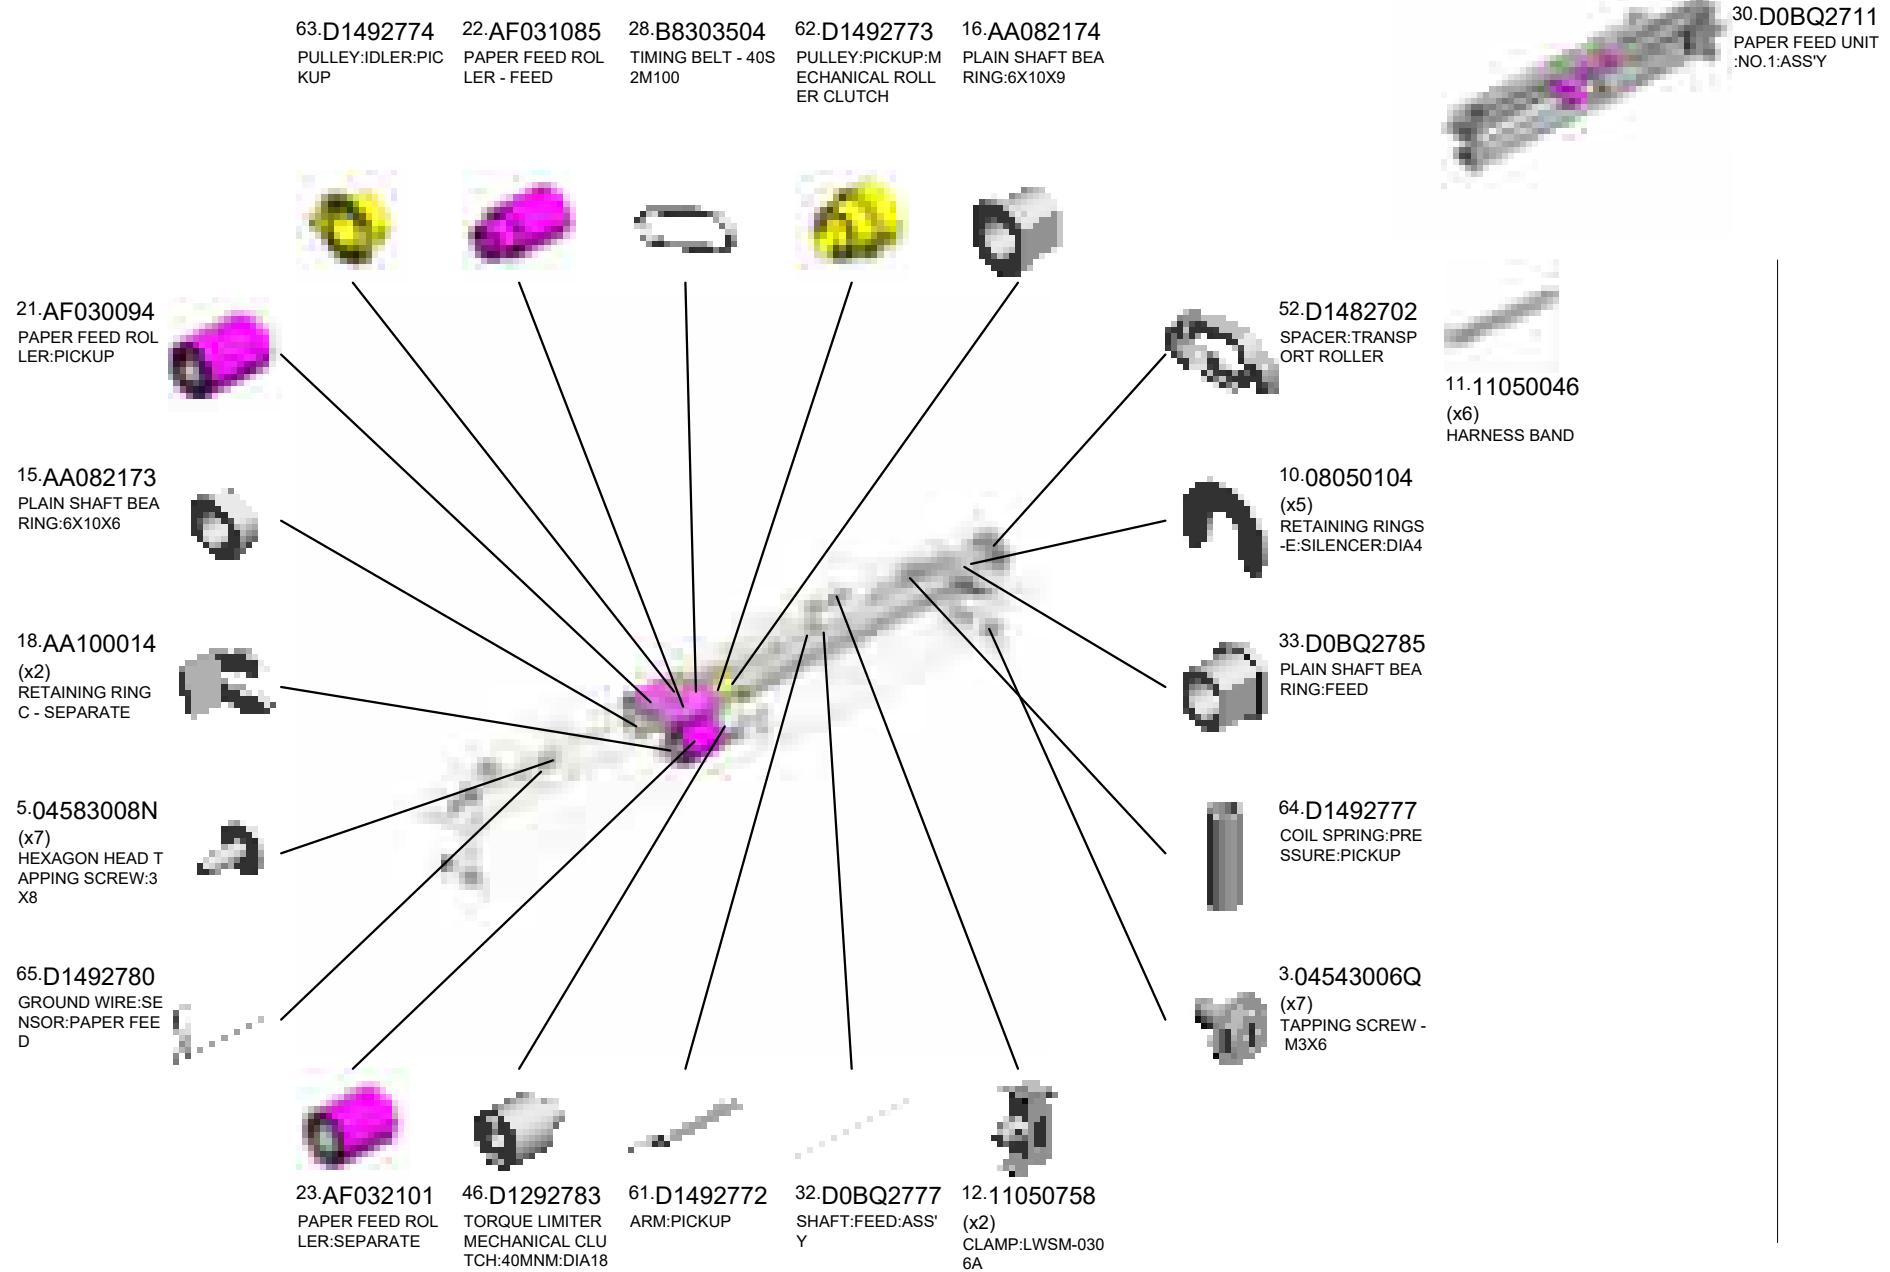 63.D1492774
PULLEY:IDLER:PIC
KUP
22.AF031085
PAPER FEED ROL
LER - FEED
28.B8303504
TIMING BELT - 40S
2M100
62.D1492773
PULLEY:PICKUP:M
ECHANICAL ROLL
ER CLUTCH
16.AA082174
PLAIN SHAFT BEA
RING:6X10X9
30.D0BQ2711
PAPER FEED UNIT
:NO.1:ASS'Y
21.AF030094
PAPER FEED ROL
LER:PICKUP
52.D1482702
SPACER:TRANSP
ORT ROLLER
11.11050046
(x6)
HARNESS BAND
15.AA082173
PLAIN SHAFT BEA
RING:6X10X6
10.08050104
(x5)
RETAINING RINGS
-E:SILENCER:DIA4
18.AA100014
(x2)
RETAINING RING
C - SEPARATE
33.D0BQ2785
PLAIN SHAFT BEA
RING:FEED
5.04583008N
(x7)
HEXAGON HEAD T
APPING SCREW:3
X8
64.D1492777
COIL SPRING:PRE
SSURE:PICKUP
65.D1492780
GROUND WIRE:SE
NSOR:PAPER FEE
D
3.04543006Q
(x7)
TAPPING SCREW -
M3X6
23.AF032101
PAPER FEED ROL
LER:SEPARATE
46.D1292783
TORQUE LIMITER
MECHANICAL CLU
TCH:40MNM:DIA18
61.D1492772
ARM:PICKUP
32.D0BQ2777
SHAFT:FEED:ASS'
Y
12.11050758
(x2)
CLAMP:LWSM-030
6A